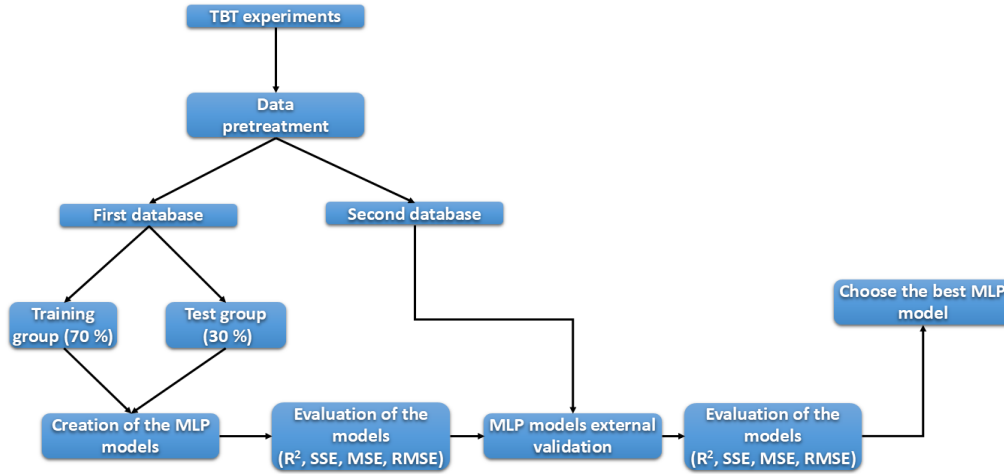 TBT experiments
Data
pretreatment
First database
Second database
Training
group (70 %)
Test group
(30 %)
Choose the best MLP
model
Creation of the MLP
models
Evaluation of the
models
(R², SSE, MSE, RMSE)
MLP models external
validation
Evaluation of the
models
(R², SSE, MSE, RMSE)